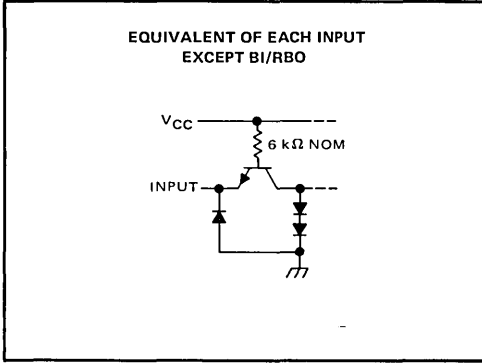 EQUIVALENT OF EACH INPUT
EXCEPT BI/RBO
VCC
6 kΩ NOM
INPUT